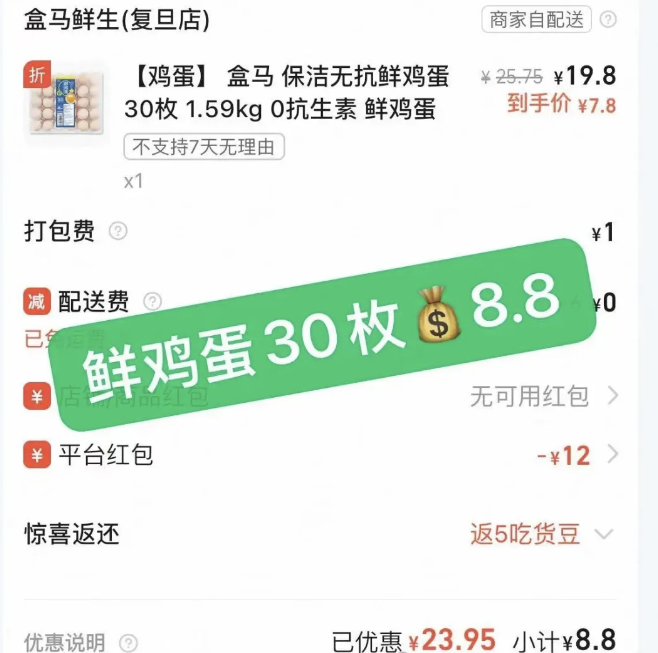 盒马鲜生(复旦店)
商家自配送 ?
折
【鸡蛋】 盒马 保洁无抗鲜鸡蛋
¥25.75 ¥19.8
30枚 1.59kg 0抗生素 鲜鸡蛋
到手价 ¥7.8
不支持7天无理由
x1
打包费 ?
¥1
减 配送费 ?
¥0
已免运费
鲜鸡蛋30枚💰8.8
¥ 店铺/商品红包
无可用红包 >
¥ 平台红包
-¥12 >
惊喜返还
返5吃货豆
优惠说明 ?
已优惠¥23.95 小计¥8.8